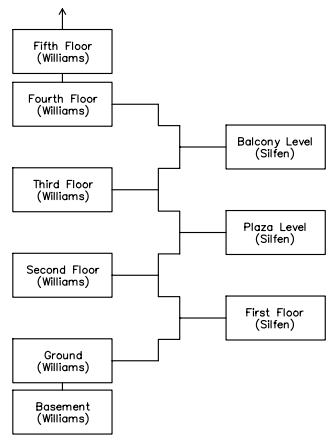 Fifth Floor
(Williams)
Fourth Floor
(Williams)
Balcony Level
(Silfen)
Third Floor
(Williams)
Plaza Level
(Silfen)
Second Floor
(Williams)
First Floor
(Silfen)
Ground
(Williams)
Basement
(Williams)